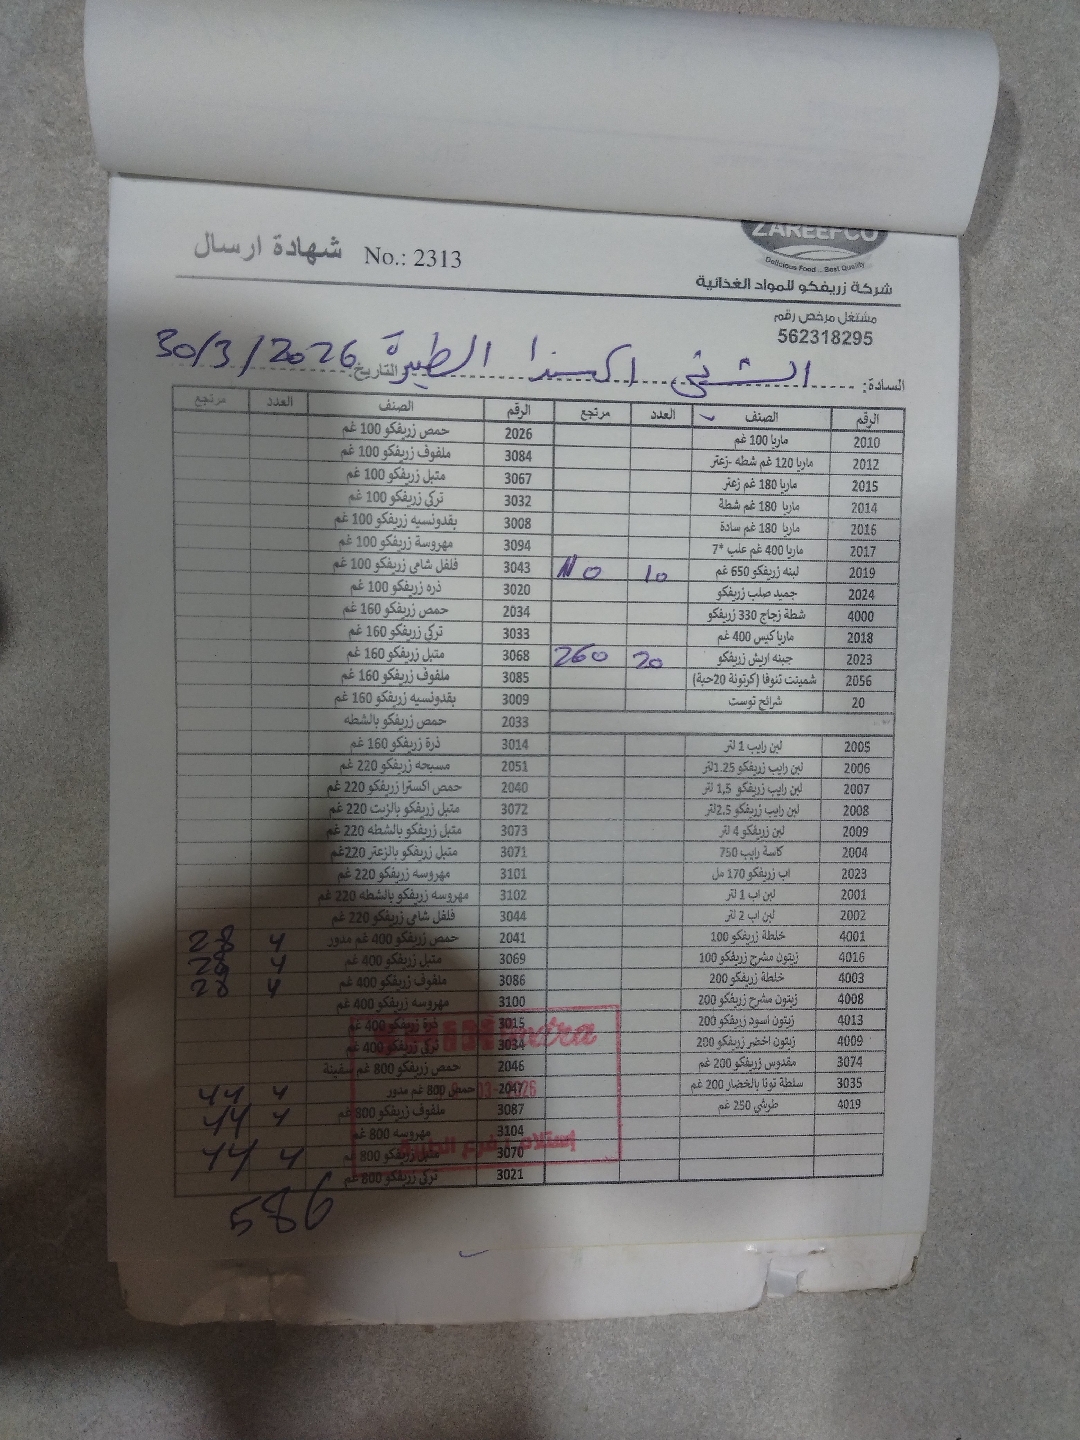 ZAREEFCO
Delicious Food .. Best Quality
شركة زريفكو للمواد الغذائية
شهادة ارسال No.: 2313
مشتغل مرخص رقم
562318295
السادة: الشني اكسترا الطيرة التاريخ: 30/3/2026
الرقم الصنف العدد مرتجع الرقم الصنف العدد مرتجع
2010 ماريا 100 غم 2026 حمص زريفكو 100 غم
2012 ماريا 120 غم شطه -زعتر 3084 ملفوف زريفكو 100 غم
2015 ماريا 180 غم زعتر 3067 متبل زريفكو 100 غم
2014 ماريا 180 غم شطة 3032 تركي زريفكو 100 غم
2016 ماريا 180 غم سادة 3008 بقدونسيه زريفكو 100 غم
2017 ماريا 400 غم علب *7 3094 مهروسة زريفكو 100 غم
2019 لبنه زريفكو 650 غم 10 110 3043 فلفل شامي زريفكو 100 غم
2024 جميد صلب زريفكو 3020 ذره زريفكو 100 غم
4000 شطة زجاج 330 زريفكو 2034 حمص زريفكو 160 غم
2018 ماريا كيس 400 غم 3033 تركي زريفكو 160 غم
2023 جبنه اريش زريفكو 20 260 3068 متبل زريفكو 160 غم
2056 شمينت تنوفا (كرتونة 20حبة) 3085 ملفوف زريفكو 160 غم
20 شرائح توست 3009 بقدونسيه زريفكو 160 غم
2033 حمص زريفكو بالشطه
2005 لبن رايب 1 لتر 3014 ذرة زريفكو 160 غم
2006 لبن رايب زريفكو 1.25لتر 2051 مسبحه زريفكو 220 غم
2007 لبن رايب زريفكو 1,5 لتر 2040 حمص اكسترا زريفكو 220 غم
2008 لبن رايب زريفكو 2.5لتر 3072 متبل زريفكو بالزيت 220 غم
2009 لبن زريفكو 4 لتر 3073 متبل زريفكو بالشطه 220 غم
2004 كاسة رايب 750 3071 متبل زريفكو بالزعتر 220غم
2023 اب زريفكو 170 مل 3101 مهروسه زريفكو 220 غم
2001 لبن اب 1 لتر 3102 مهروسه زريفكو بالشطه 220 غم
2002 لبن اب 2 لتر 3044 فلفل شامي زريفكو 220 غم
4001 خلطة زريفكو 100 2041 حمص زريفكو 400 غم مدور 4 28
4016 زيتون مشرح زريفكو 100 3069 متبل زريفكو 400 غم 4 28
4003 خلطة زريفكو 200 3086 ملفوف زريفكو 400 غم 4 28
4008 زيتون مشرح زريفكو 200 3100 مهروسه زريفكو 400 غم
4013 زيتون اسود زريفكو 200 3015 ذرة زريفكو 400 غم
4009 زيتون اخضر زريفكو 200 3034 تركي زريفكو 400 غم
3074 مقدوس زريفكو 200 غم 2046 حمص زريفكو 800 غم سفينة
3035 سلطة تونا بالخضار 200 غم 2047 حمص 800 غم مدور 4 44
4019 طرشي 250 غم 3087 ملفوف زريفكو 800 غم 4 44
3104 مهروسه 800 غم
3070 متبل زريفكو 800 غم 4 44
3021 تركي زريفكو 800 غم
03-2026
إستلام / فرع الطيرة
586